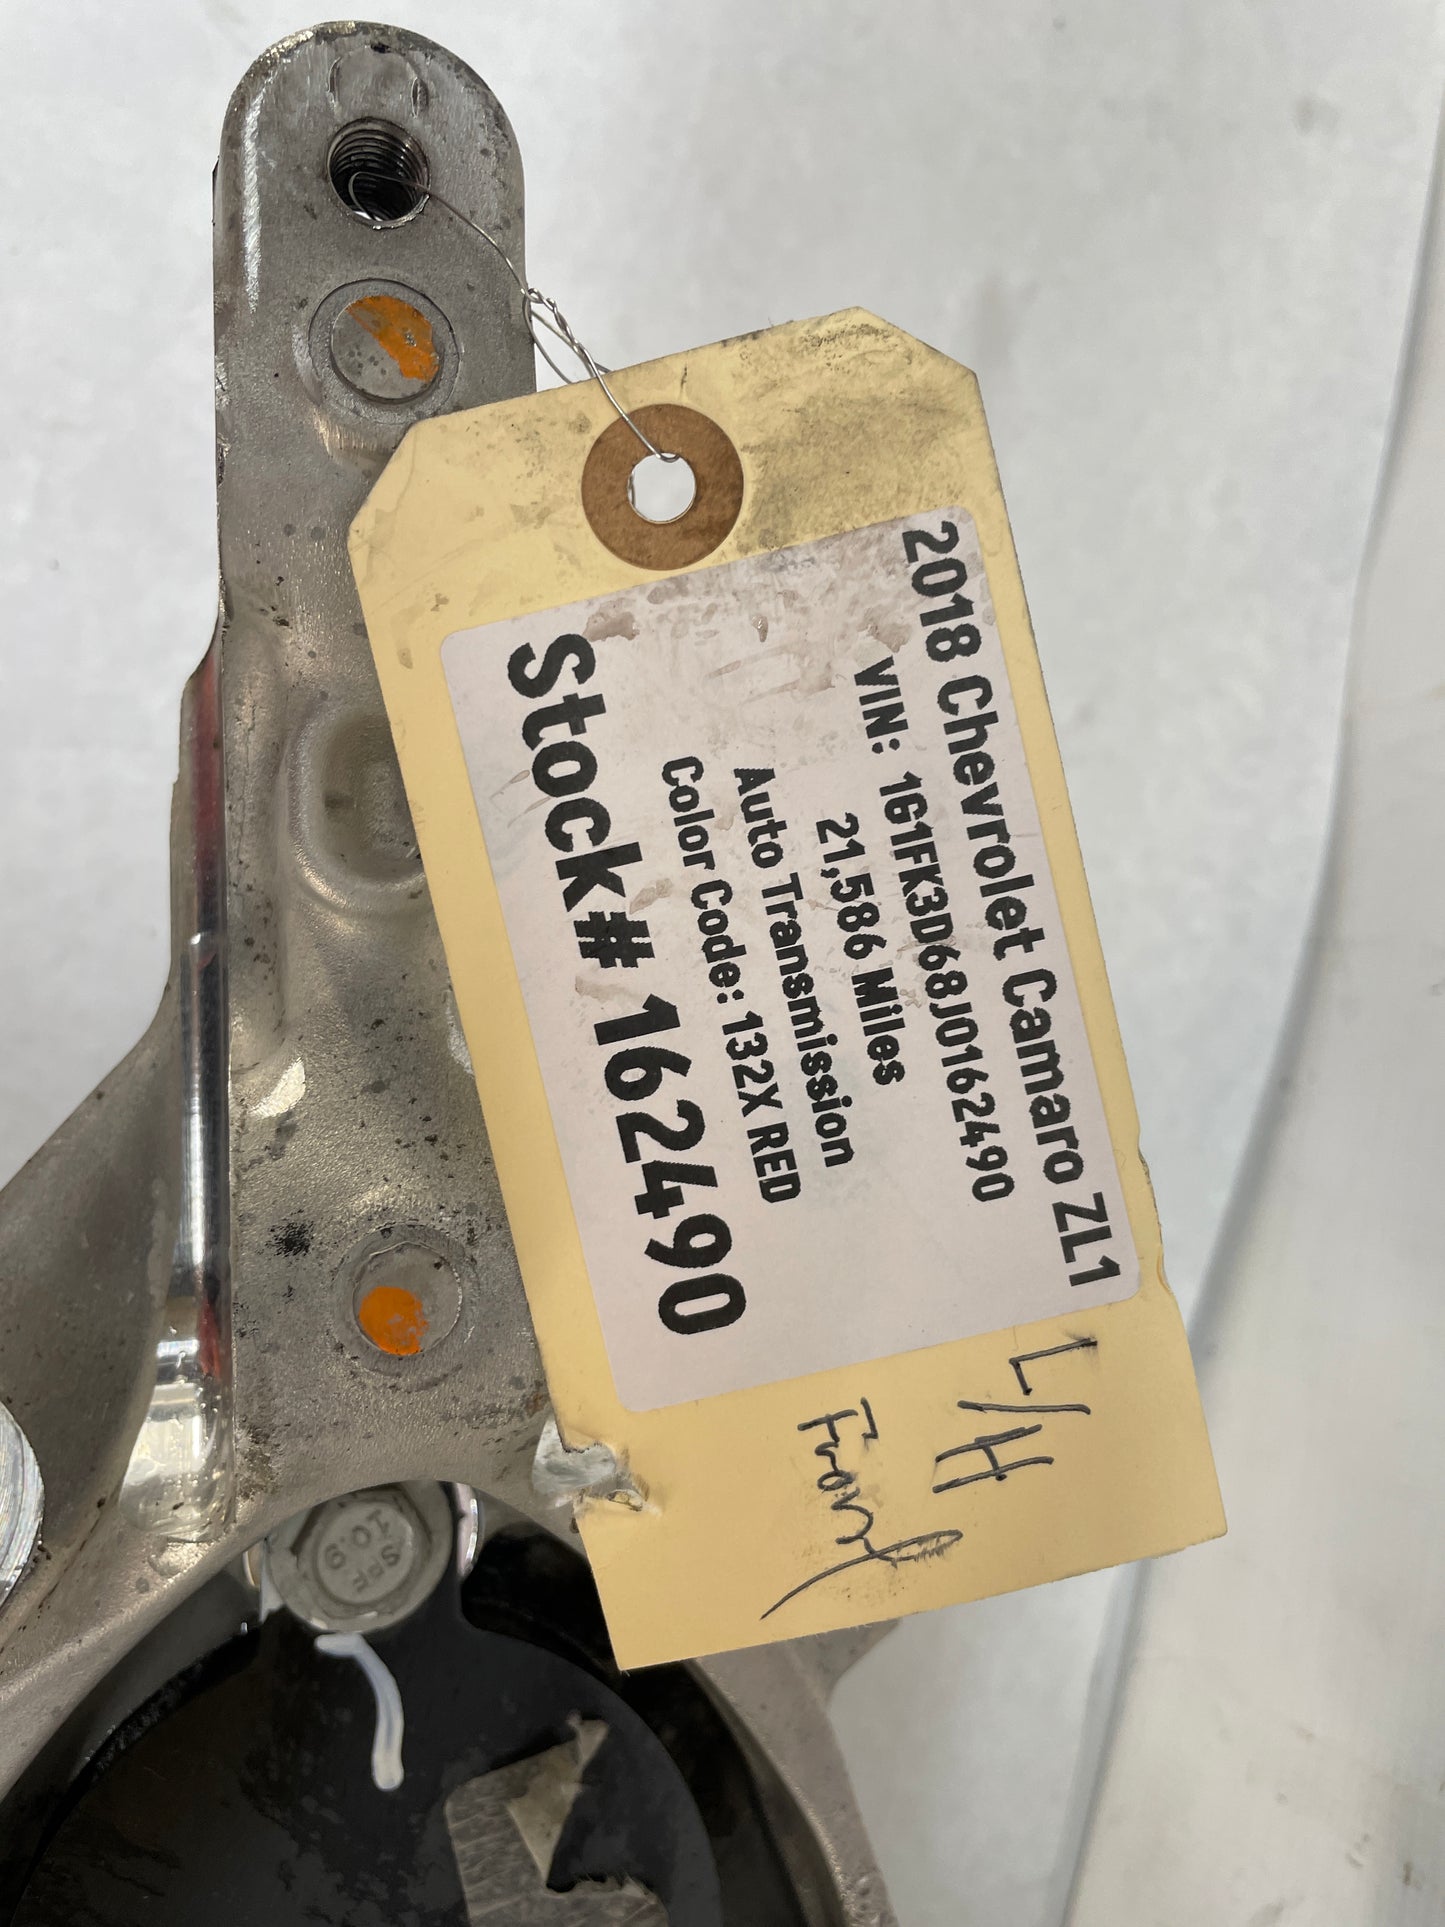 2018 Chevrolet Camaro ZL1
VIN: 1G1FK3D68J0162490
21,586 Miles
Auto Transmission
Color Code: 132X RED
Stock# 162490
L/H
Front
SPF
10.9